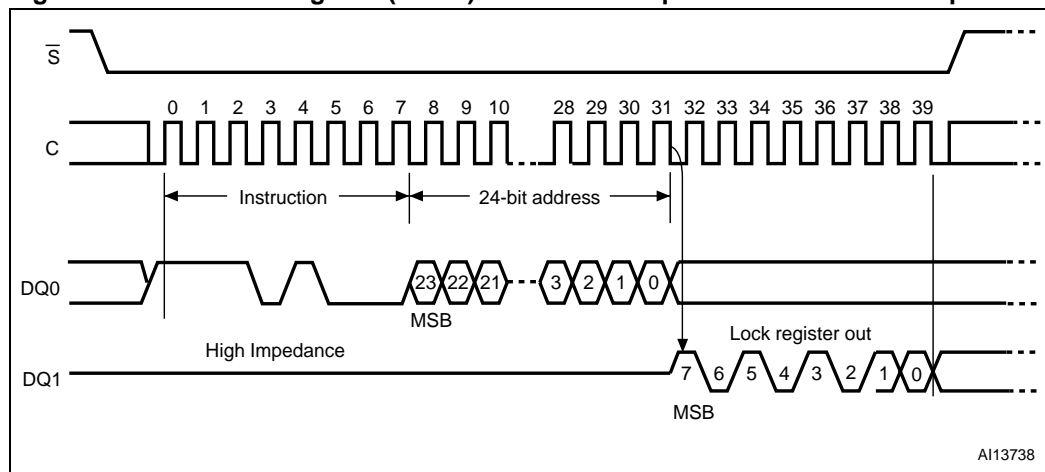 S
0 1 2 3 4 5 6 7 8 9 10 28 29 30 31 32 33 34 35 36 37 38 39
C
Instruction 24-bit address
DQ0 23 22 21 3 2 1 0
MSB
High Impedance Lock register out
DQ1 7 6 5 4 3 2 1 0
MSB
AI13738